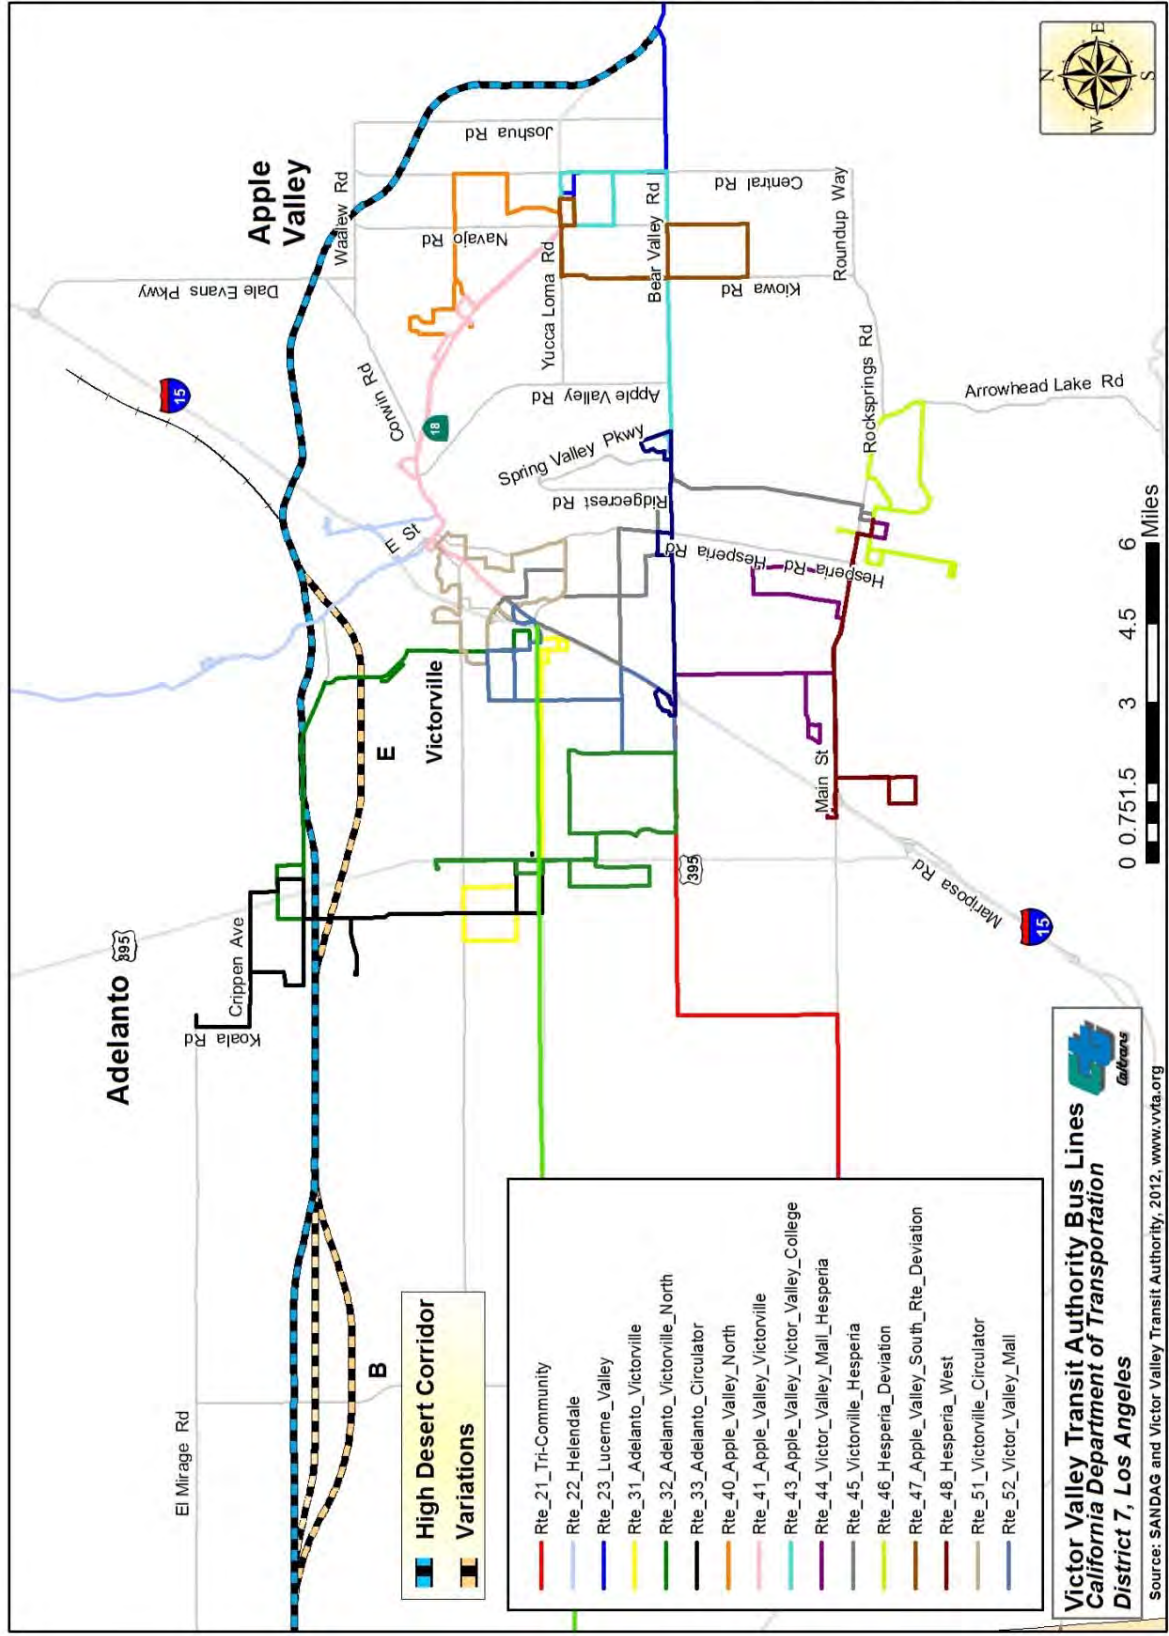 Adelanto
395
Apple
Valley
15
Dale Evans Pkwy
Waalew Rd
Joshua Rd
El Mirage Rd
Koala Rd
Crippen Ave
Corwin Rd
18
Navajo Rd
E St
Yucca Loma Rd
Apple Valley Rd
Bear Valley Rd
Central Rd
Kiowa Rd
Roundup Way
B
E
Victorville
Spring Valley Pkwy
Ridgecrest Rd
Hesperia Rd
Hesperia Rd
Hesperia Rd
Rocksprings Rd
Arrowhead Lake Rd
395
Main St
Mariposa Rd
15
N
E
S
W
0 0.75 1.5 3 4.5 6
Miles
High Desert Corridor
Variations
Rte_21_Tri-Community
Rte_22_Helendale
Rte_23_Lucerne_Valley
Rte_31_Adelanto_Victorville
Rte_32_Adelanto_Victorville_North
Rte_33_Adelanto_Circulator
Rte_40_Apple_Valley_North
Rte_41_Apple_Valley_Victorville
Rte_43_Apple_Valley_Victor_Valley_College
Rte_44_Victor_Valley_Mall_Hesperia
Rte_45_Victorville_Hesperia
Rte_46_Hesperia_Deviation
Rte_47_Apple_Valley_South_Rte_Deviation
Rte_48_Hesperia_West
Rte_51_Victorville_Circulator
Rte_52_Victor_Valley_Mall
Victor Valley Transit Authority Bus Lines
California Department of Transportation
District 7, Los Angeles
Caltrans
Source: SANDAG and Victor Valley Transit Authority, 2012, www.vvta.org